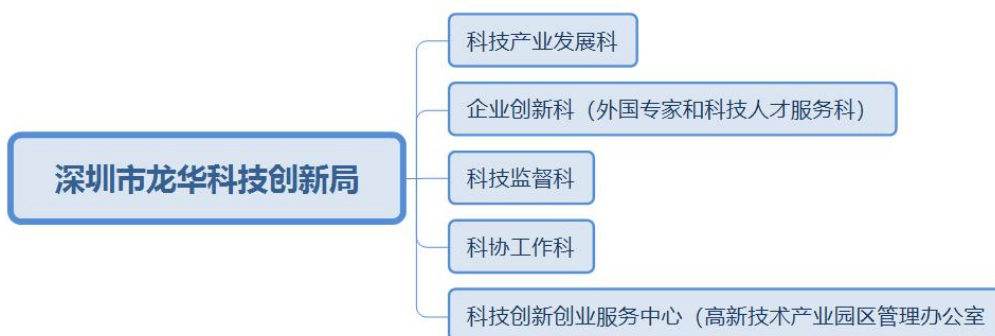 科技产业发展科
企业创新科（外国专家和科技人才服务科）
深圳市龙华科技创新局
科技监督科
科协工作科
科技创新创业服务中心（高新技术产业园区管理办公室